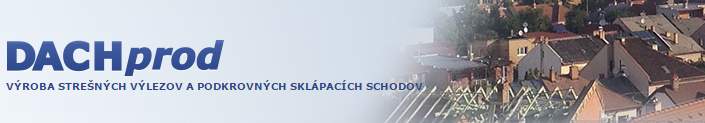 DACHprod
VÝROBA STREŠNÝCH VÝLEZOV A PODKROVNÝCH SKLÁPACÍCH SCHODOV